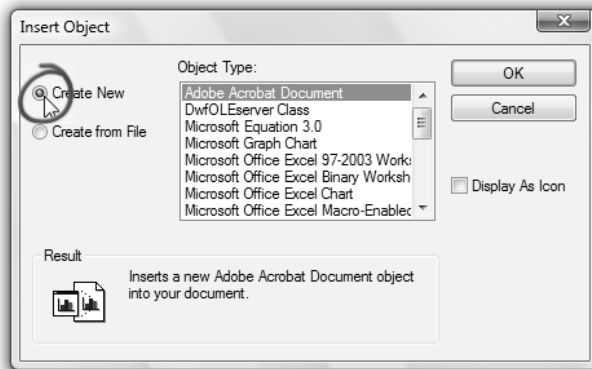 Insert Object
Create New
Create from File
Object Type:
Adobe Acrobat Document
DwfOLEserver Class
Microsoft Equation 3.0
Microsoft Graph Chart
Microsoft Office Excel 97-2003 Works
Microsoft Office Excel Binary Worksh
Microsoft Office Excel Chart
Microsoft Office Excel Macro-Enabled
OK
Cancel
Display As Icon
Result
Inserts a new Adobe Acrobat Document object
into your document.